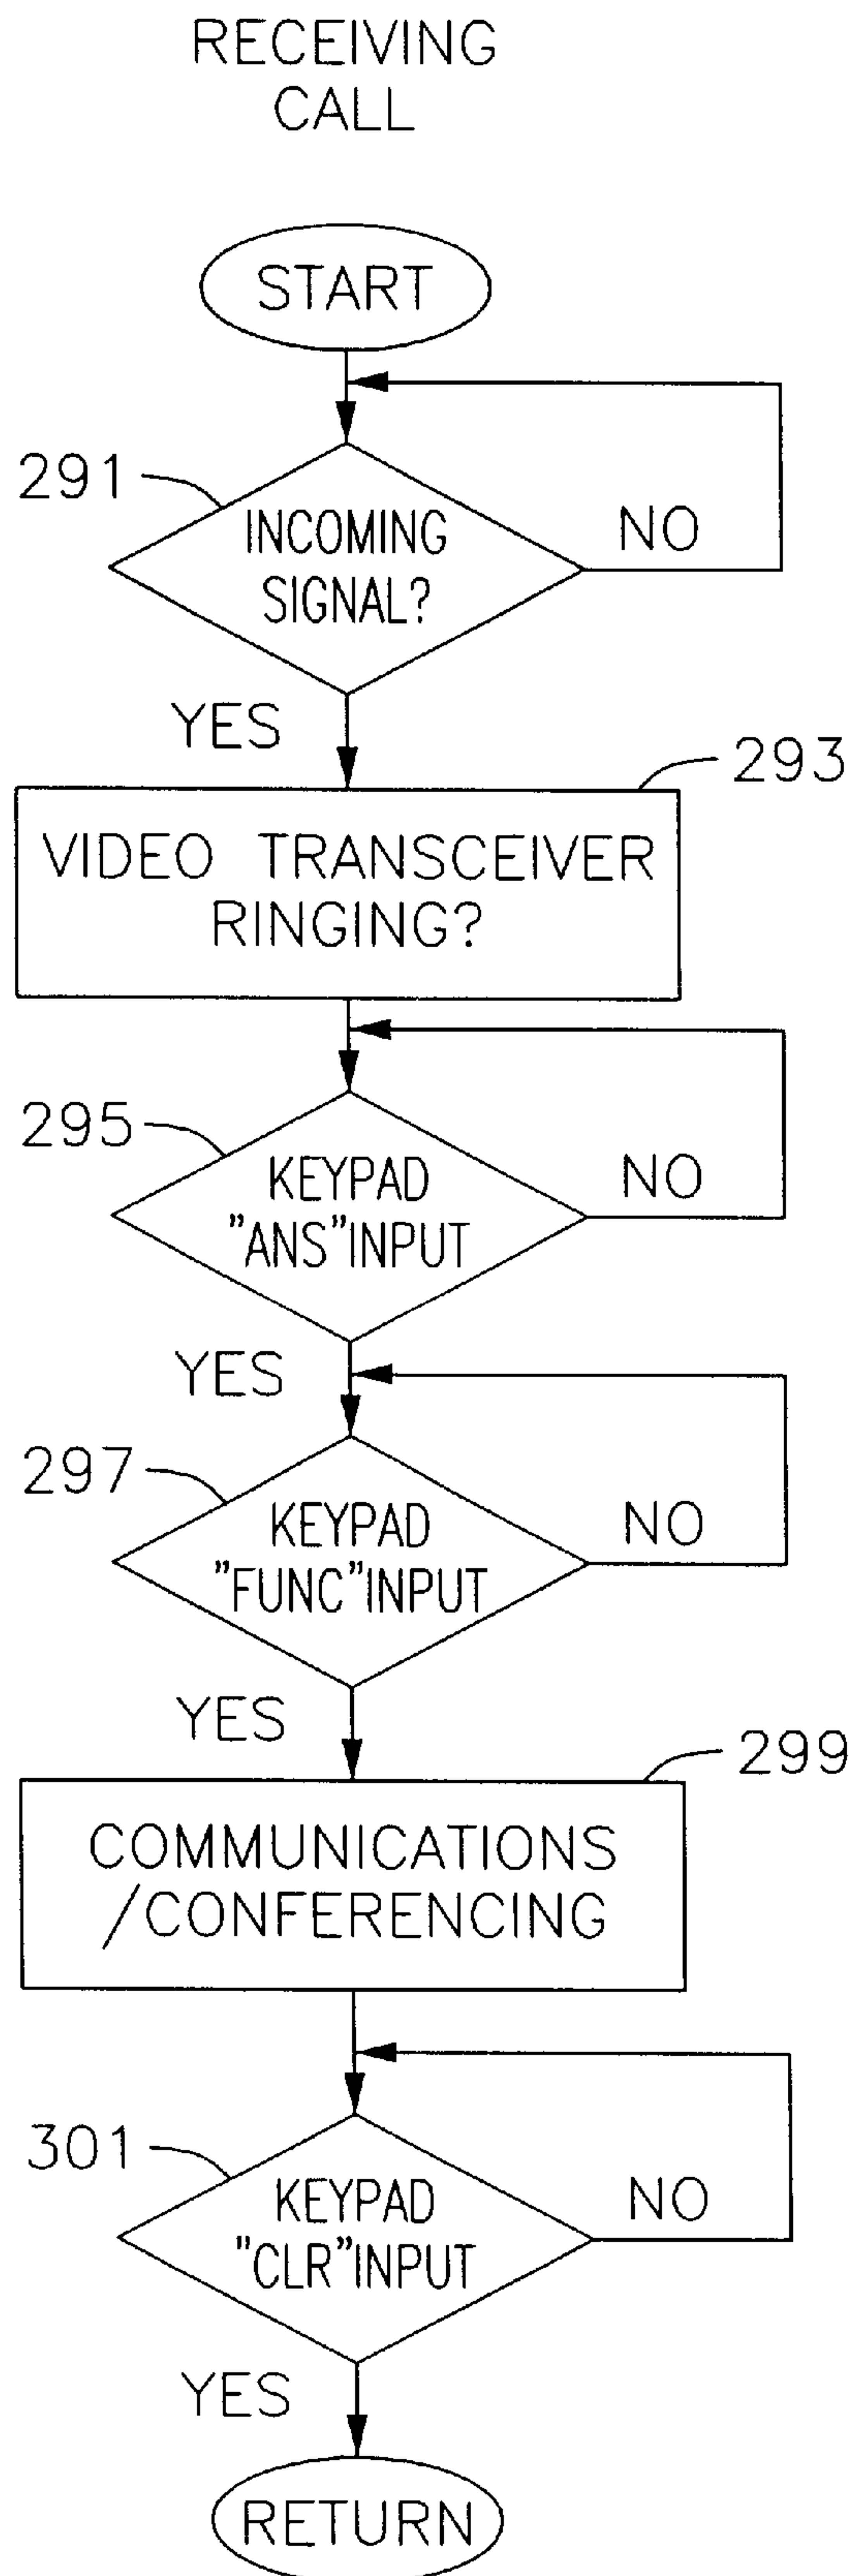 RECEIVING
CALL
START
291
INCOMING
SIGNAL?
NO
YES
293
VIDEO TRANSCEIVER
RINGING?
295
KEYPAD
"ANS"INPUT
NO
YES
297
KEYPAD
"FUNC"INPUT
NO
YES
299
COMMUNICATIONS
/CONFERENCING
301
KEYPAD
"CLR"INPUT
NO
YES
RETURN